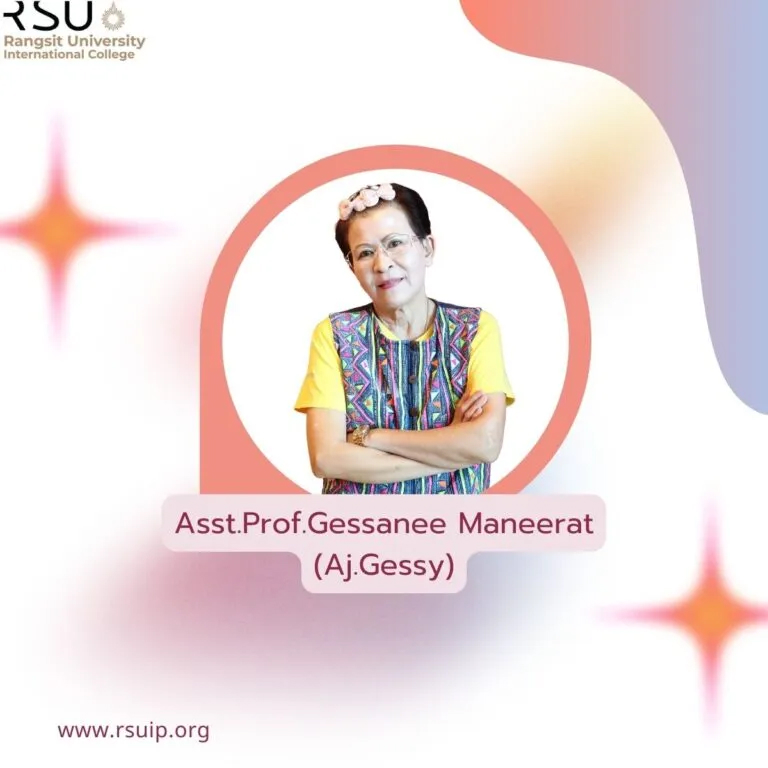 RSU
Rangsit University
International College
Asst.Prof.Gessanee Maneerat
(Aj.Gessy)
www.rsuip.org